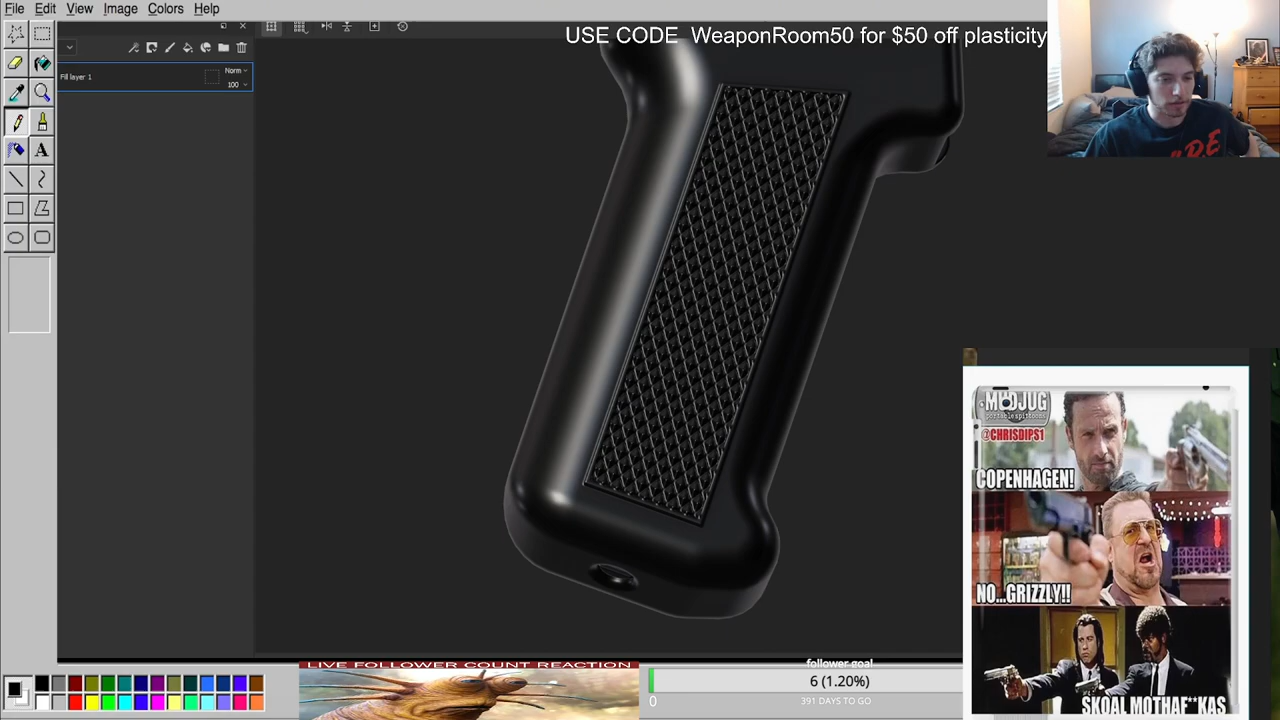 File Edit View Image Colors Help
USE CODE WeaponRoom50 for $50 off plasticity
Fill layer 1
Norm
100
A
MUDJUG
portable spittoons
@CHRISDIPS1
COPENHAGEN!
NO...GRIZZLY!!
SKOAL MOTHAF**KAS
LIVE FOLLOWER COUNT REACTION
follower goal
6 (1.20%)
0
391 DAYS TO GO